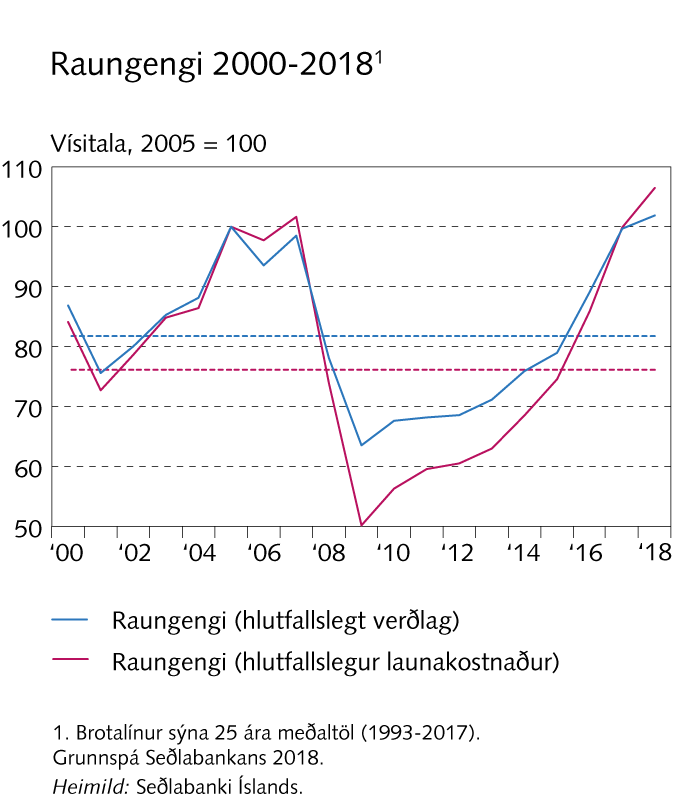 Raungengi 2000-2018¹
Vísitala, 2005 = 100
110
100
90
80
70
60
50
‘00 ‘02 ‘04 ‘06 ‘08 ‘10 ‘12 ‘14 ‘16 ‘18
Raungengi (hlutfallslegt verðlag)
Raungengi (hlutfallslegur launakostnaður)
1. Brotalínur sýna 25 ára meðaltöl (1993-2017).
Grunnspá Seðlabankans 2018.
Heimild: Seðlabanki Íslands.